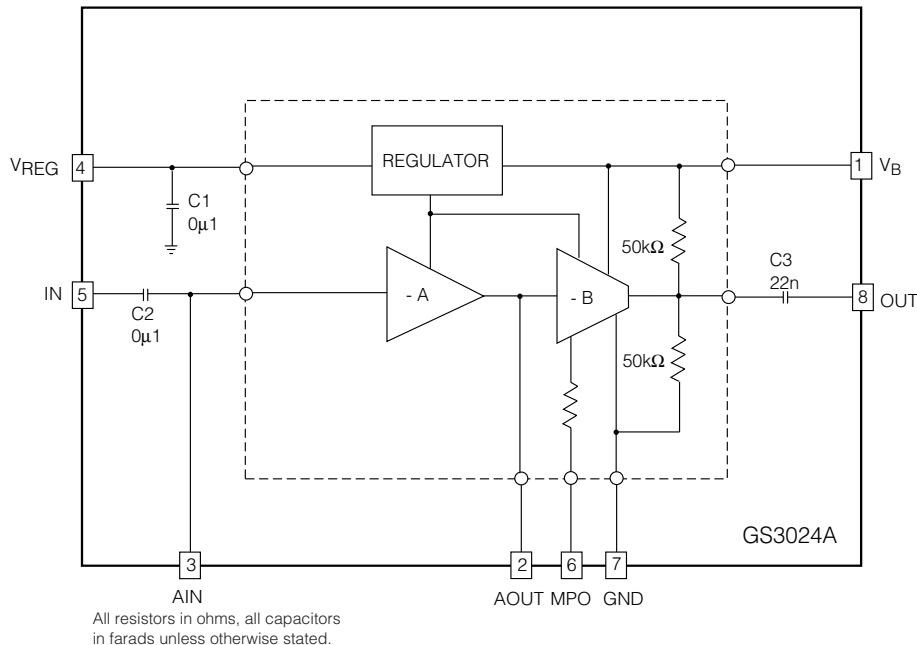 REGULATOR
VREG
4
1
VB
C1
0µ1
50kΩ
C3
22n
IN
5
- A
- B
8
OUT
C2
0µ1
50kΩ
GS3024A
3
2
6
7
AIN
AOUT
MPO
GND
All resistors in ohms, all capacitors
in farads unless otherwise stated.